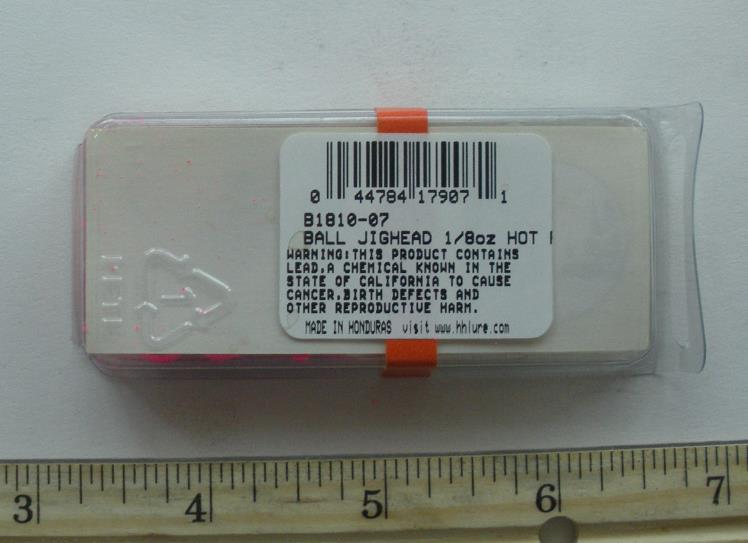 0 44784 17907 1
B1810-07
BALL JIGHEAD 1/8oz HOT
WARNING:THIS PRODUCT CONTAINS
LEAD,A CHEMICAL KNOWN IN THE
STATE OF CALIFORNIA TO CAUSE
CANCER,BIRTH DEFECTS AND
OTHER REPRODUCTIVE HARM.
MADE IN HONDURAS visit www.hhlure.com
1
3 4 5 6 7